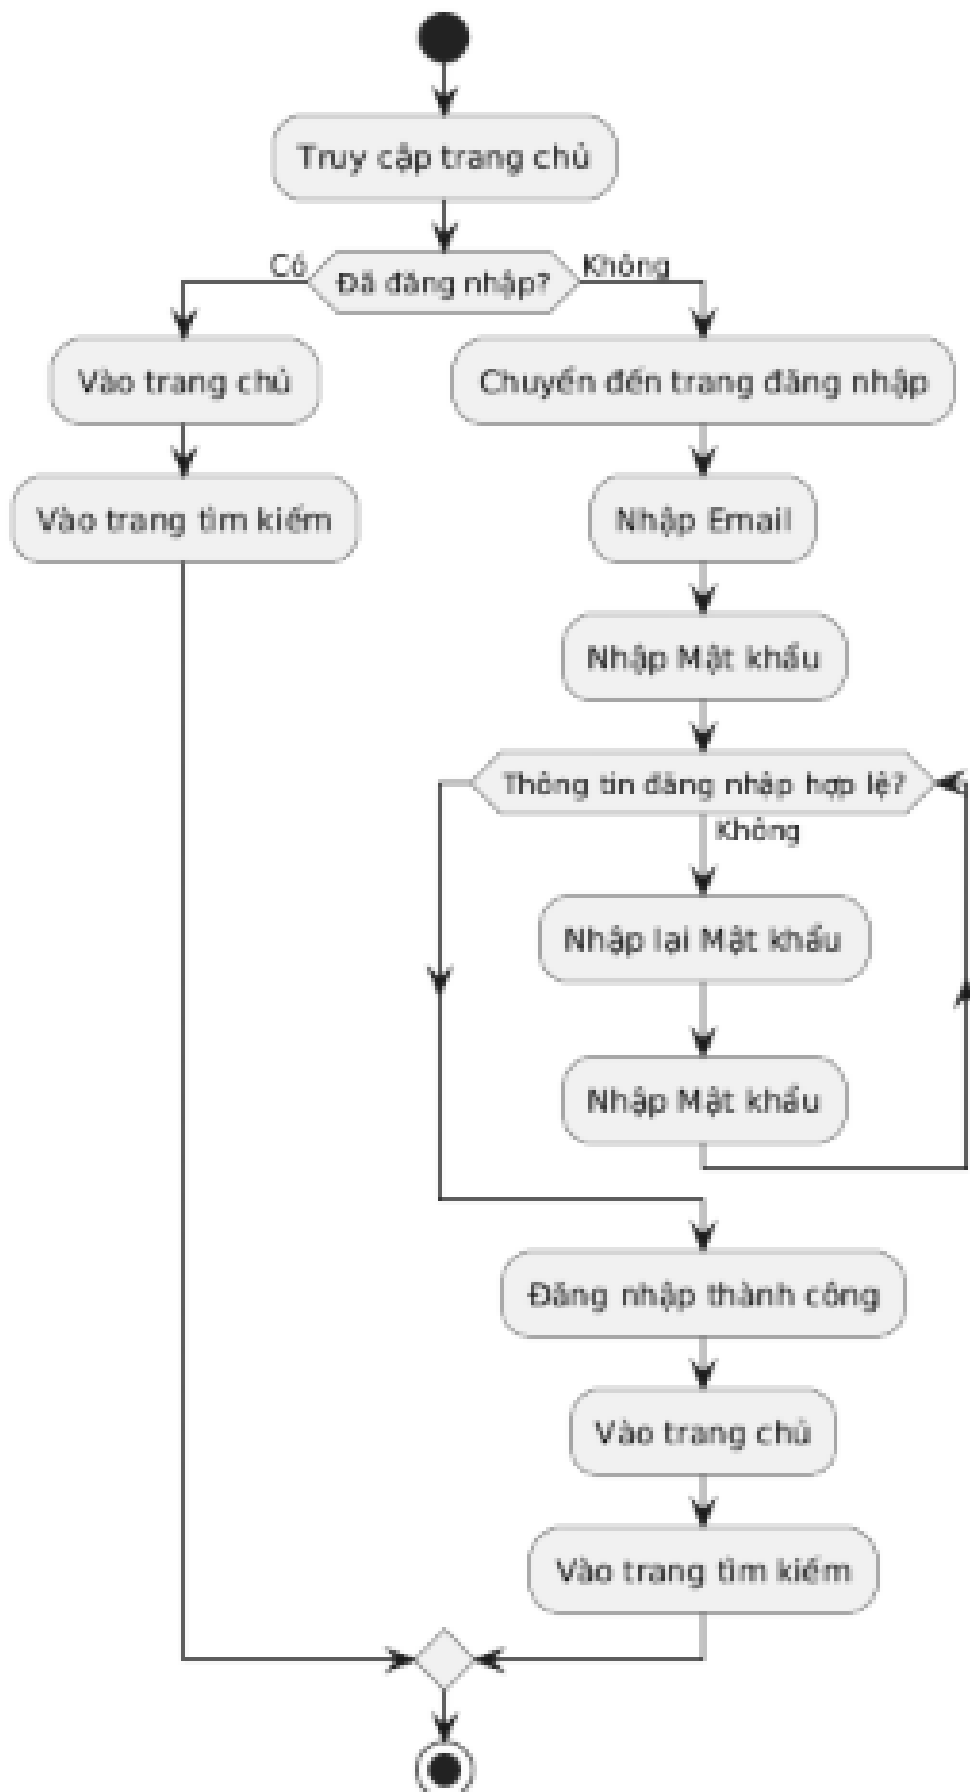 Truy cập trang chủ
Có
Đã đăng nhập?
Không
Vào trang chủ
Chuyển đến trang đăng nhập
Vào trang tìm kiếm
Nhập Email
Nhập Mật khẩu
Thông tin đăng nhập hợp lệ?
Không
Nhập lại Mật khẩu
Nhập Mật khẩu
Đăng nhập thành công
Vào trang chủ
Vào trang tìm kiếm